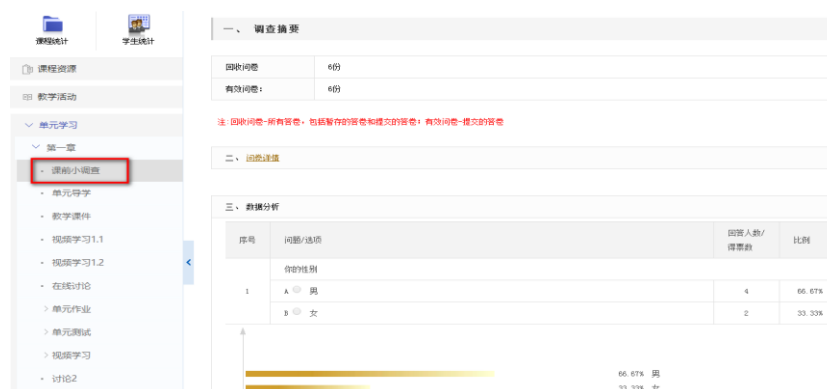 课程统计 学生统计
课程资源
教学活动
单元学习
第一章
课前小调查
单元导学
教学课件
视频学习1.1
视频学习1.2
在线讨论
单元作业
单元测试
视频学习
讨论2
一、 调查摘要
回收问卷 6份
有效问卷： 6份
注：回收问卷-所有答卷，包括暂存的答卷和提交的答卷；有效问卷-提交的答卷
二、 问卷详情
三、 数据分析
序号 问题/选项 回答人数/得票数 比例
你的性别
1 A 男 4 66.67%
B 女 2 33.33%
66.67% 男
33.33% 女